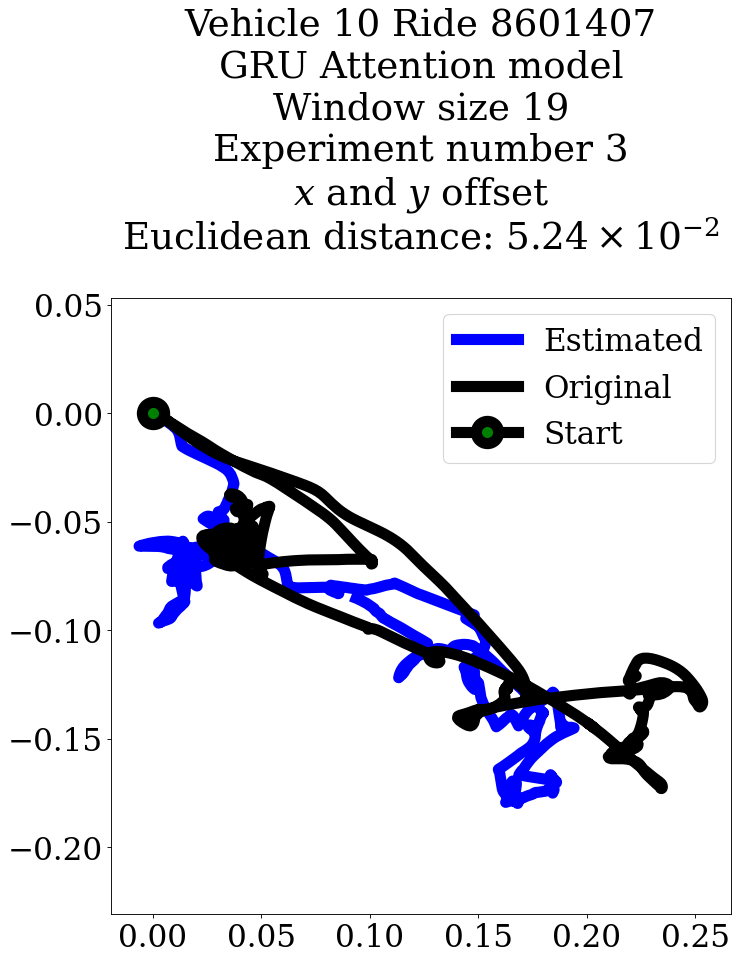 Vehicle 10 Ride 8601407
GRU Attention model
Window size 19
Experiment number 3
x and y offset
Euclidean distance: 5.24 × 10⁻²
0.05
0.00
−0.05
−0.10
−0.15
−0.20
Estimated
Original
Start
0.00 0.05 0.10 0.15 0.20 0.25